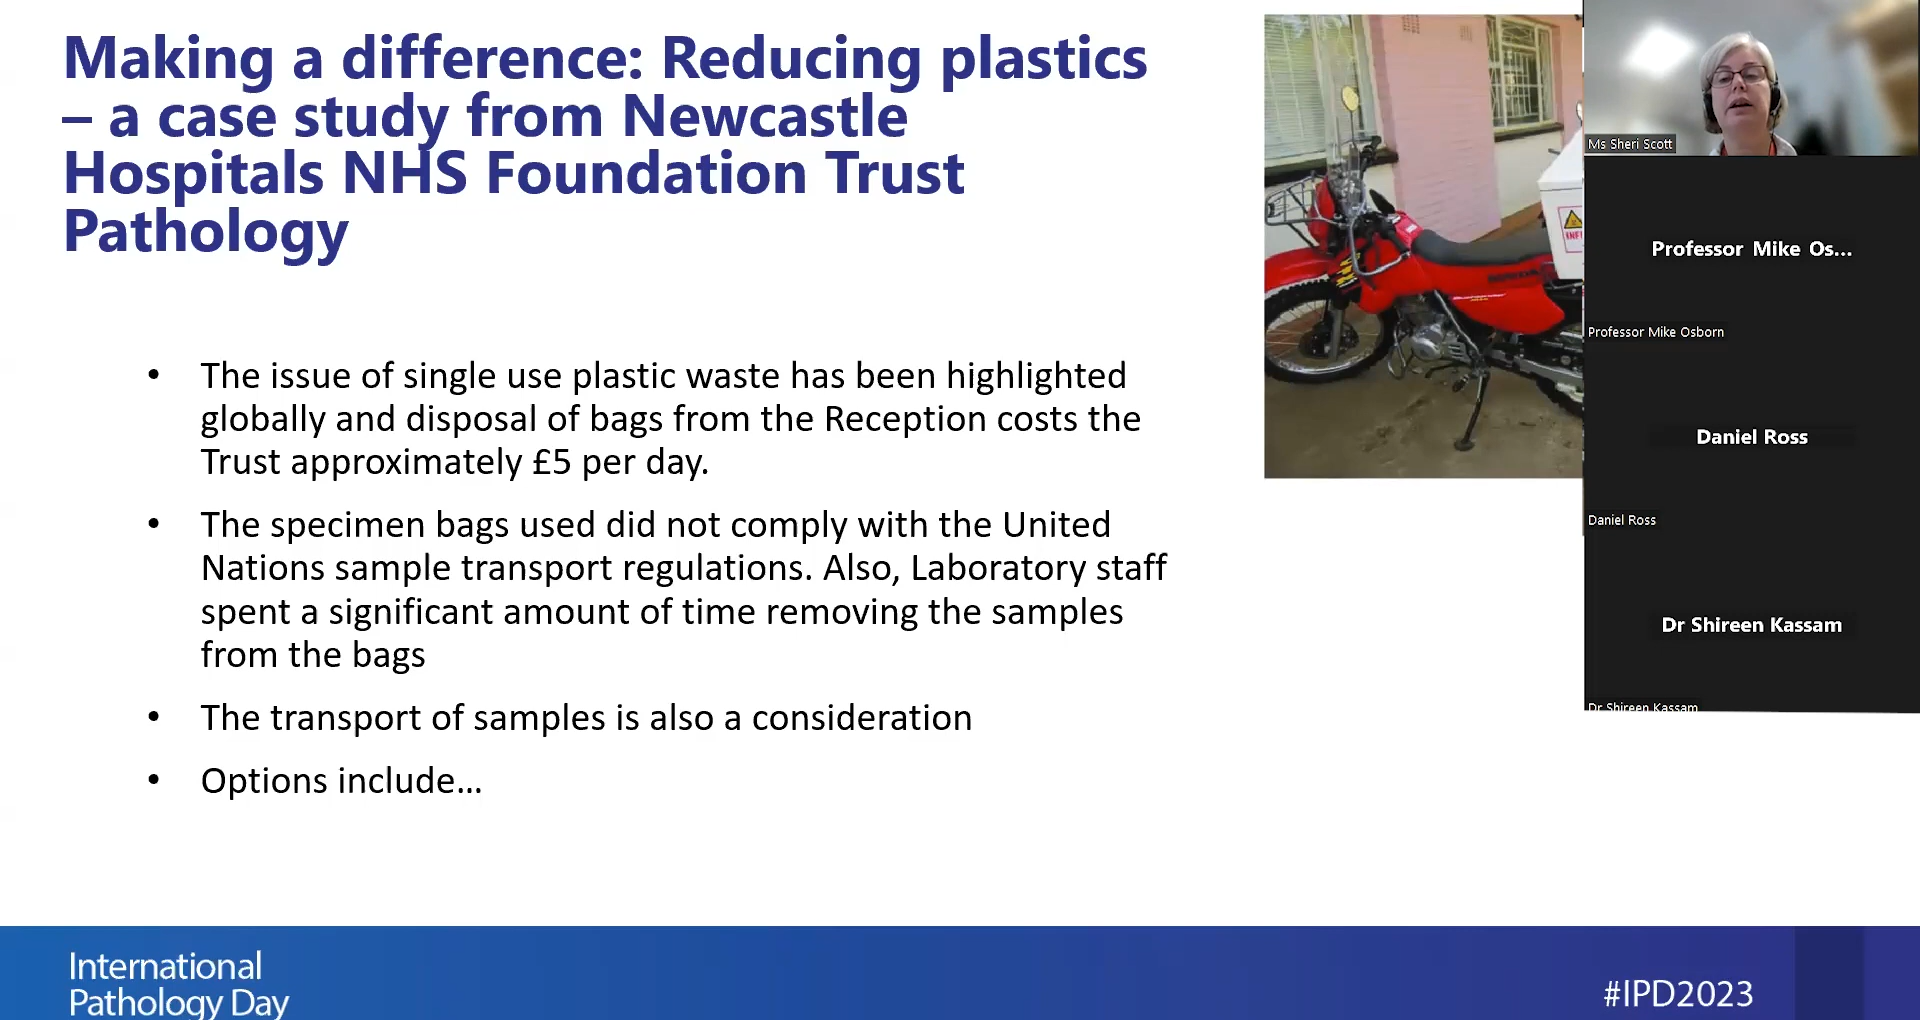 Making a difference: Reducing plastics
– a case study from Newcastle
Hospitals NHS Foundation Trust
Pathology
• The issue of single use plastic waste has been highlighted
globally and disposal of bags from the Reception costs the
Trust approximately £5 per day.
• The specimen bags used did not comply with the United
Nations sample transport regulations. Also, Laboratory staff
spent a significant amount of time removing the samples
from the bags
• The transport of samples is also a consideration
• Options include...
Ms Sheri Scott
Professor Mike Os...
Professor Mike Osborn
Daniel Ross
Daniel Ross
Dr Shireen Kassam
Dr Shireen Kassam
International
Pathology Day
#IPD2023